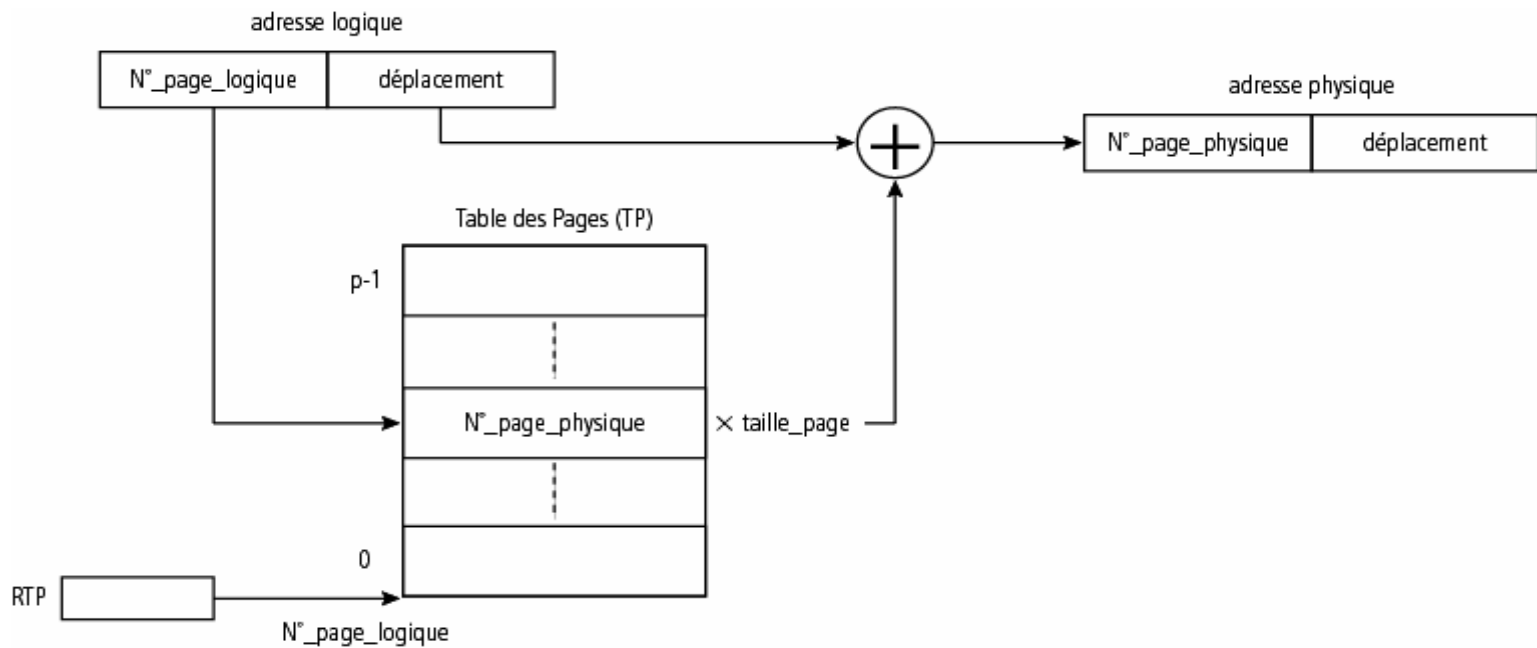 adresse logique
N°_page_logique déplacement
adresse physique
N°_page_physique déplacement
Table des Pages (TP)
p-1
N°_page_physique × taille_page
0
RTP
N°_page_logique